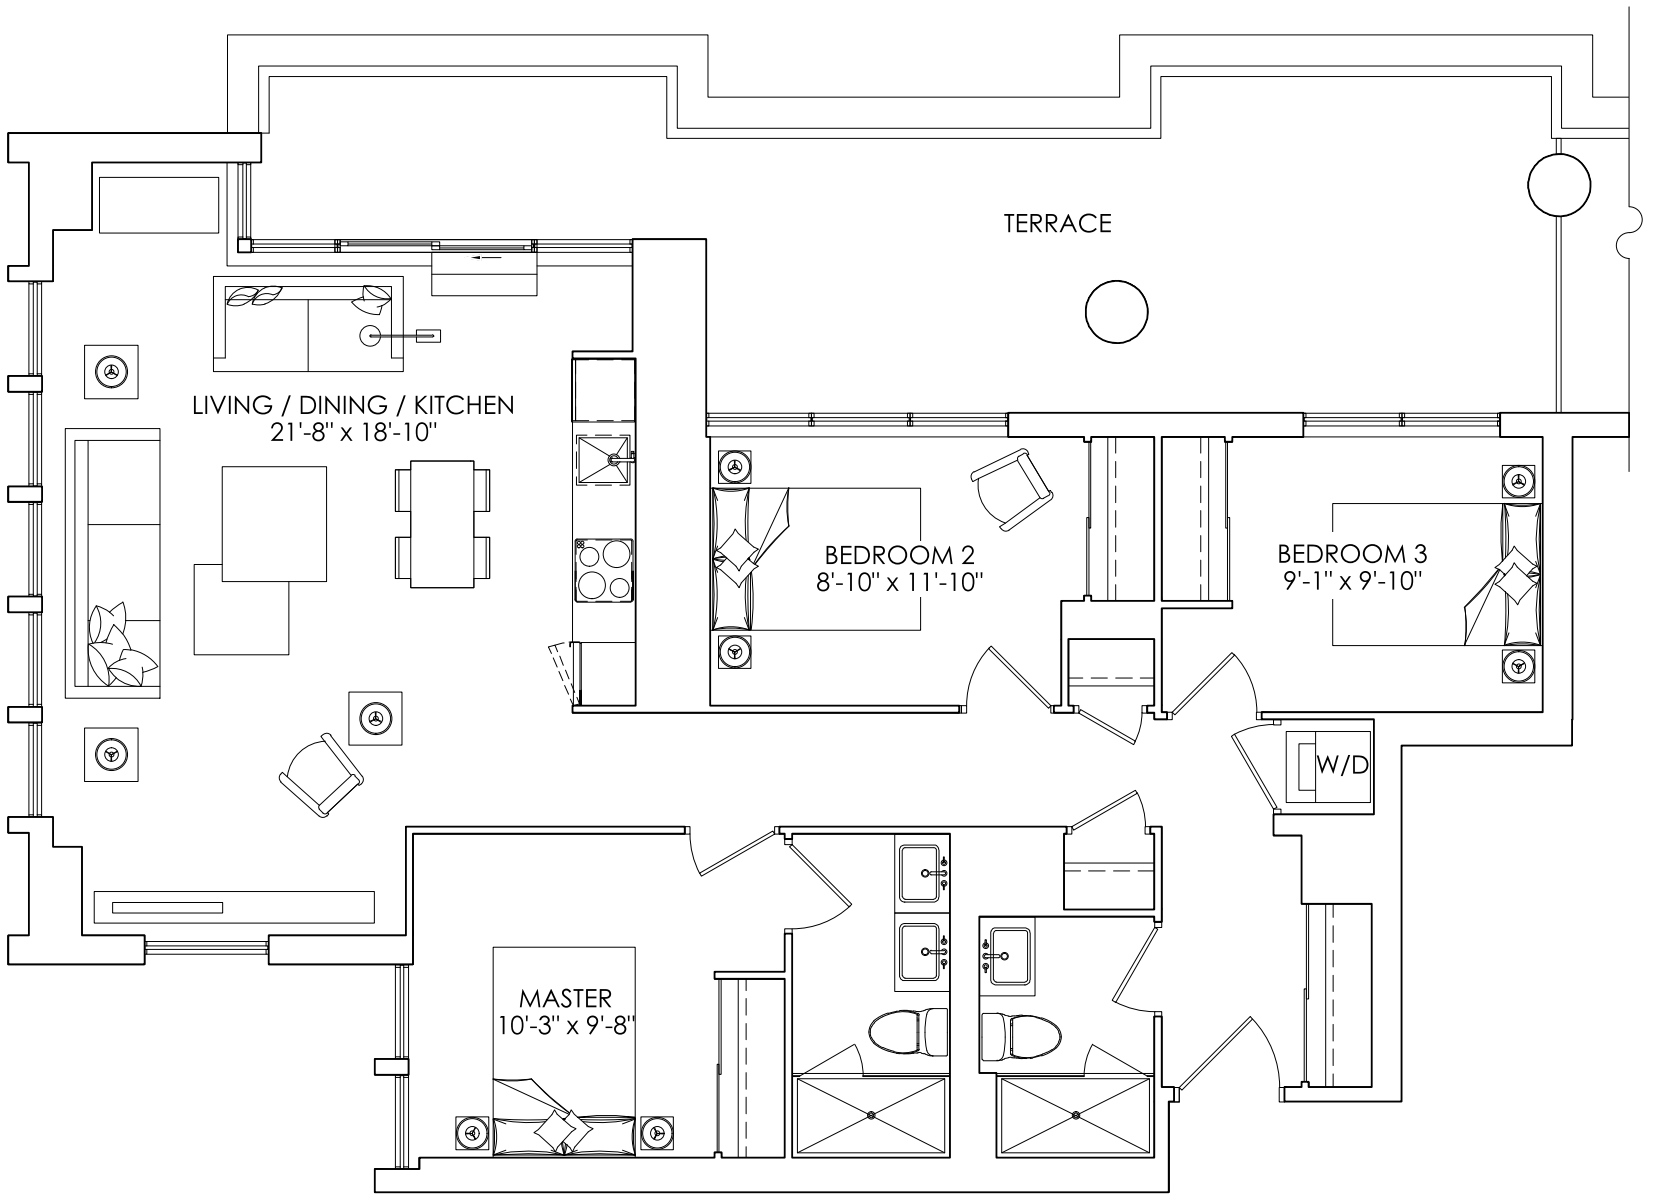 TERRACE
LIVING / DINING / KITCHEN
21'-8" x 18'-10"
BEDROOM 2
8'-10" x 11'-10"
BEDROOM 3
9'-1" x 9'-10"
W/D
MASTER
10'-3" x 9'-8"